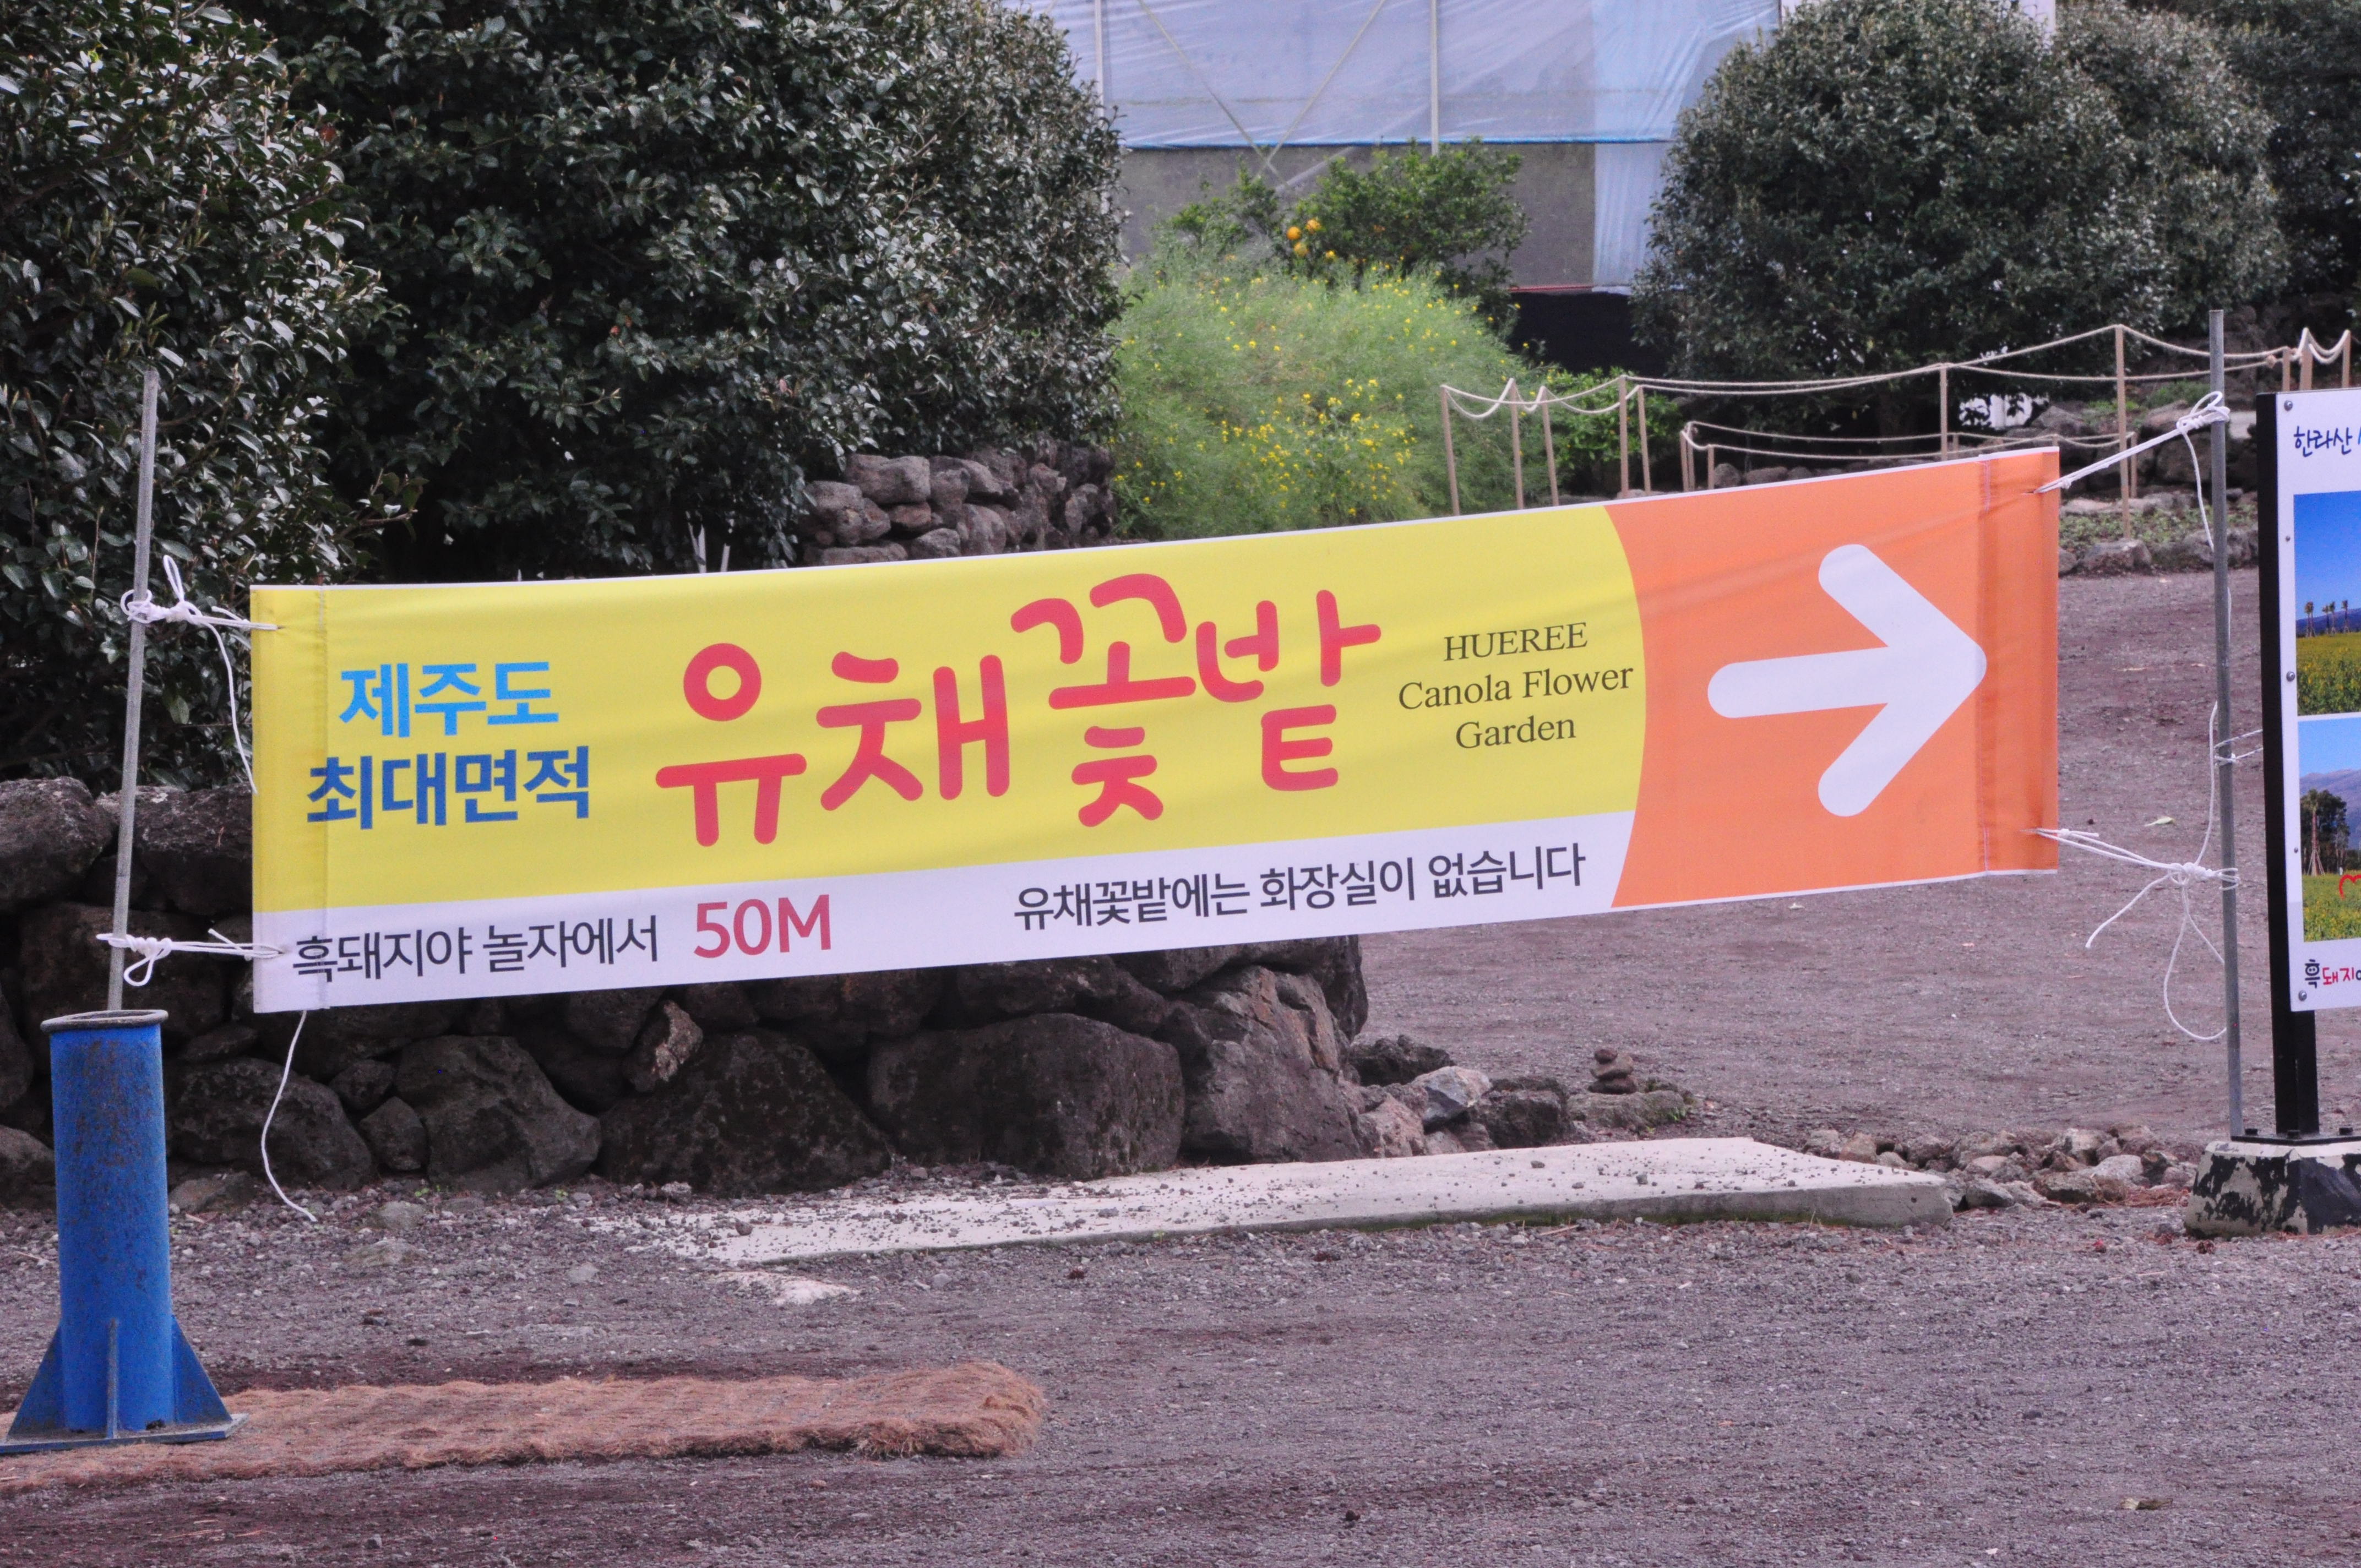 제주도
최대면적
유채꽃밭
HUEREE
Canola Flower
Garden
흑돼지야 놀자에서 50M
유채꽃밭에는 화장실이 없습니다
한라산
흑돼지